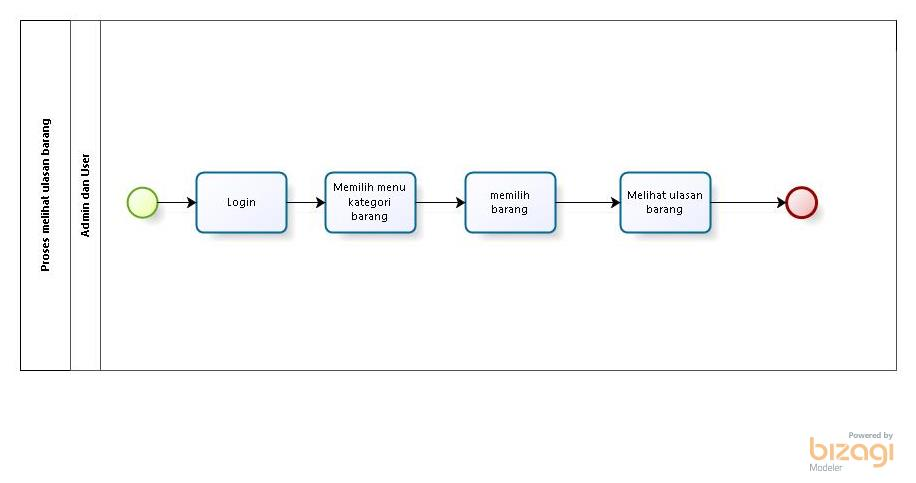 Proses melihat ulasan barang
Admin dan User
Login
Memilih menu
kategori
barang
memilih
barang
Melihat ulasan
barang
Powered by
bizagi
Modeler